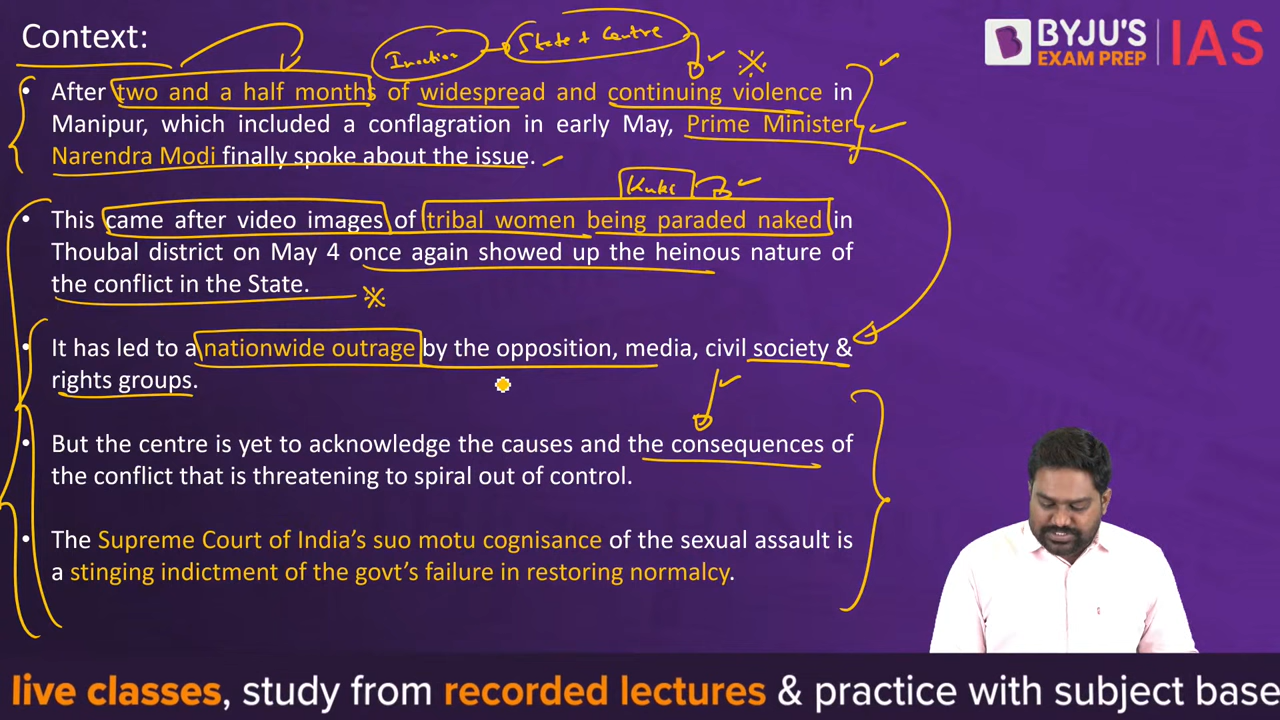 Context:
Inaction
State + Centre
BYJU'S IAS
EXAM PREP
• After two and a half months of widespread and continuing violence in
Manipur, which included a conflagration in early May, Prime Minister
Narendra Modi finally spoke about the issue.
Kuki
• This came after video images of tribal women being paraded naked in
Thoubal district on May 4 once again showed up the heinous nature of
the conflict in the State.
• It has led to a nationwide outrage by the opposition, media, civil society &
rights groups.
• But the centre is yet to acknowledge the causes and the consequences of
the conflict that is threatening to spiral out of control.
• The Supreme Court of India’s suo motu cognisance of the sexual assault is
a stinging indictment of the govt’s failure in restoring normalcy.
live classes, study from recorded lectures & practice with subject base